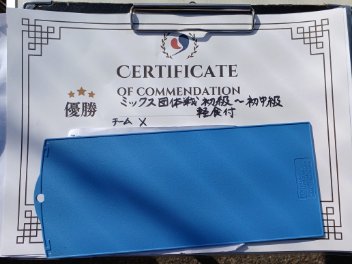 CERTIFICATE
OF COMMENDATION
優勝
ミックス団体戦 初級～初中級
軽食付
チーム X